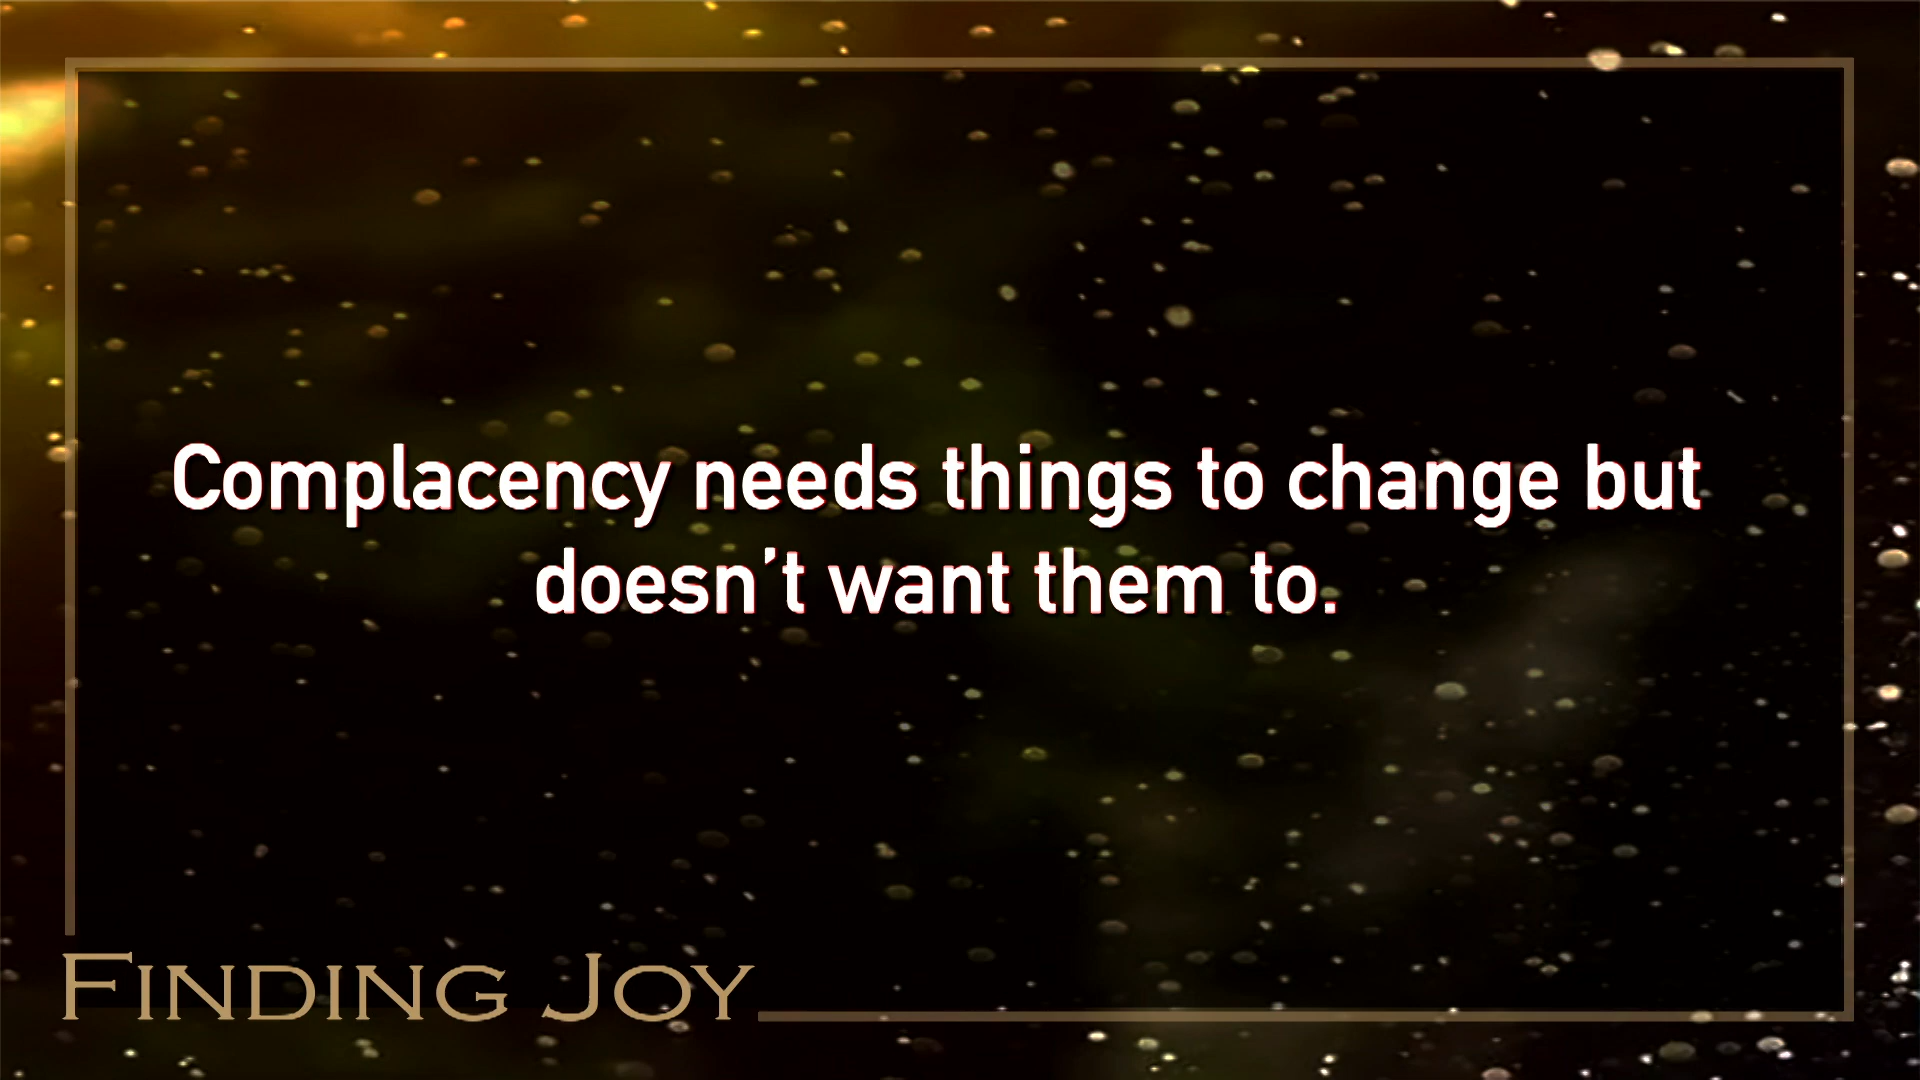 Complacency needs things to change but
doesn't want them to.
Finding Joy